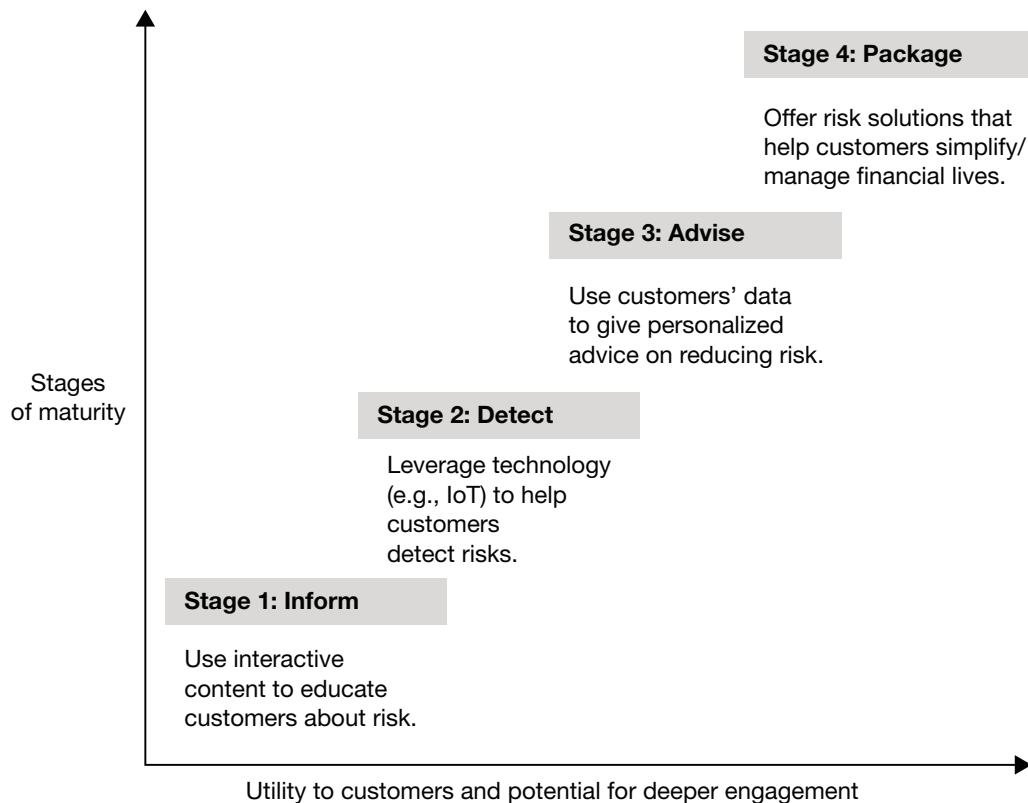 Stage 4: Package
Offer risk solutions that
help customers simplify/
manage financial lives.
Stage 3: Advise
Use customers’ data
to give personalized
advice on reducing risk.
Stages
of maturity
Stage 2: Detect
Leverage technology
(e.g., IoT) to help
customers
detect risks.
Stage 1: Inform
Use interactive
content to educate
customers about risk.
Utility to customers and potential for deeper engagement